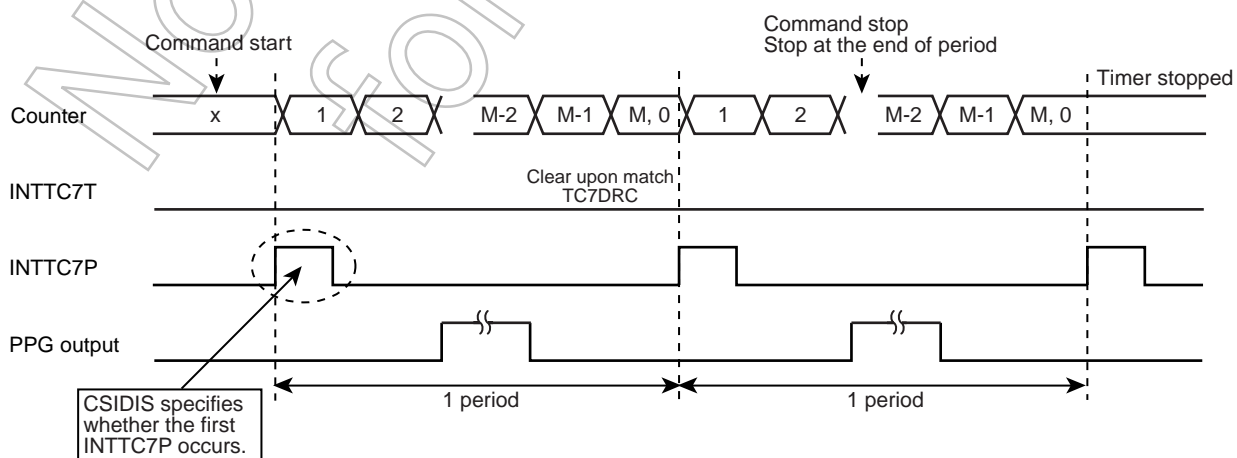 Command start
Command stop
Stop at the end of period
Timer stopped
Counter x 1 2 M-2 M-1 M, 0 1 2 M-2 M-1 M, 0
INTTC7T
Clear upon match
TC7DRC
INTTC7P
PPG output
CSIDIS specifies
whether the first
INTTC7P occurs.
1 period
1 period